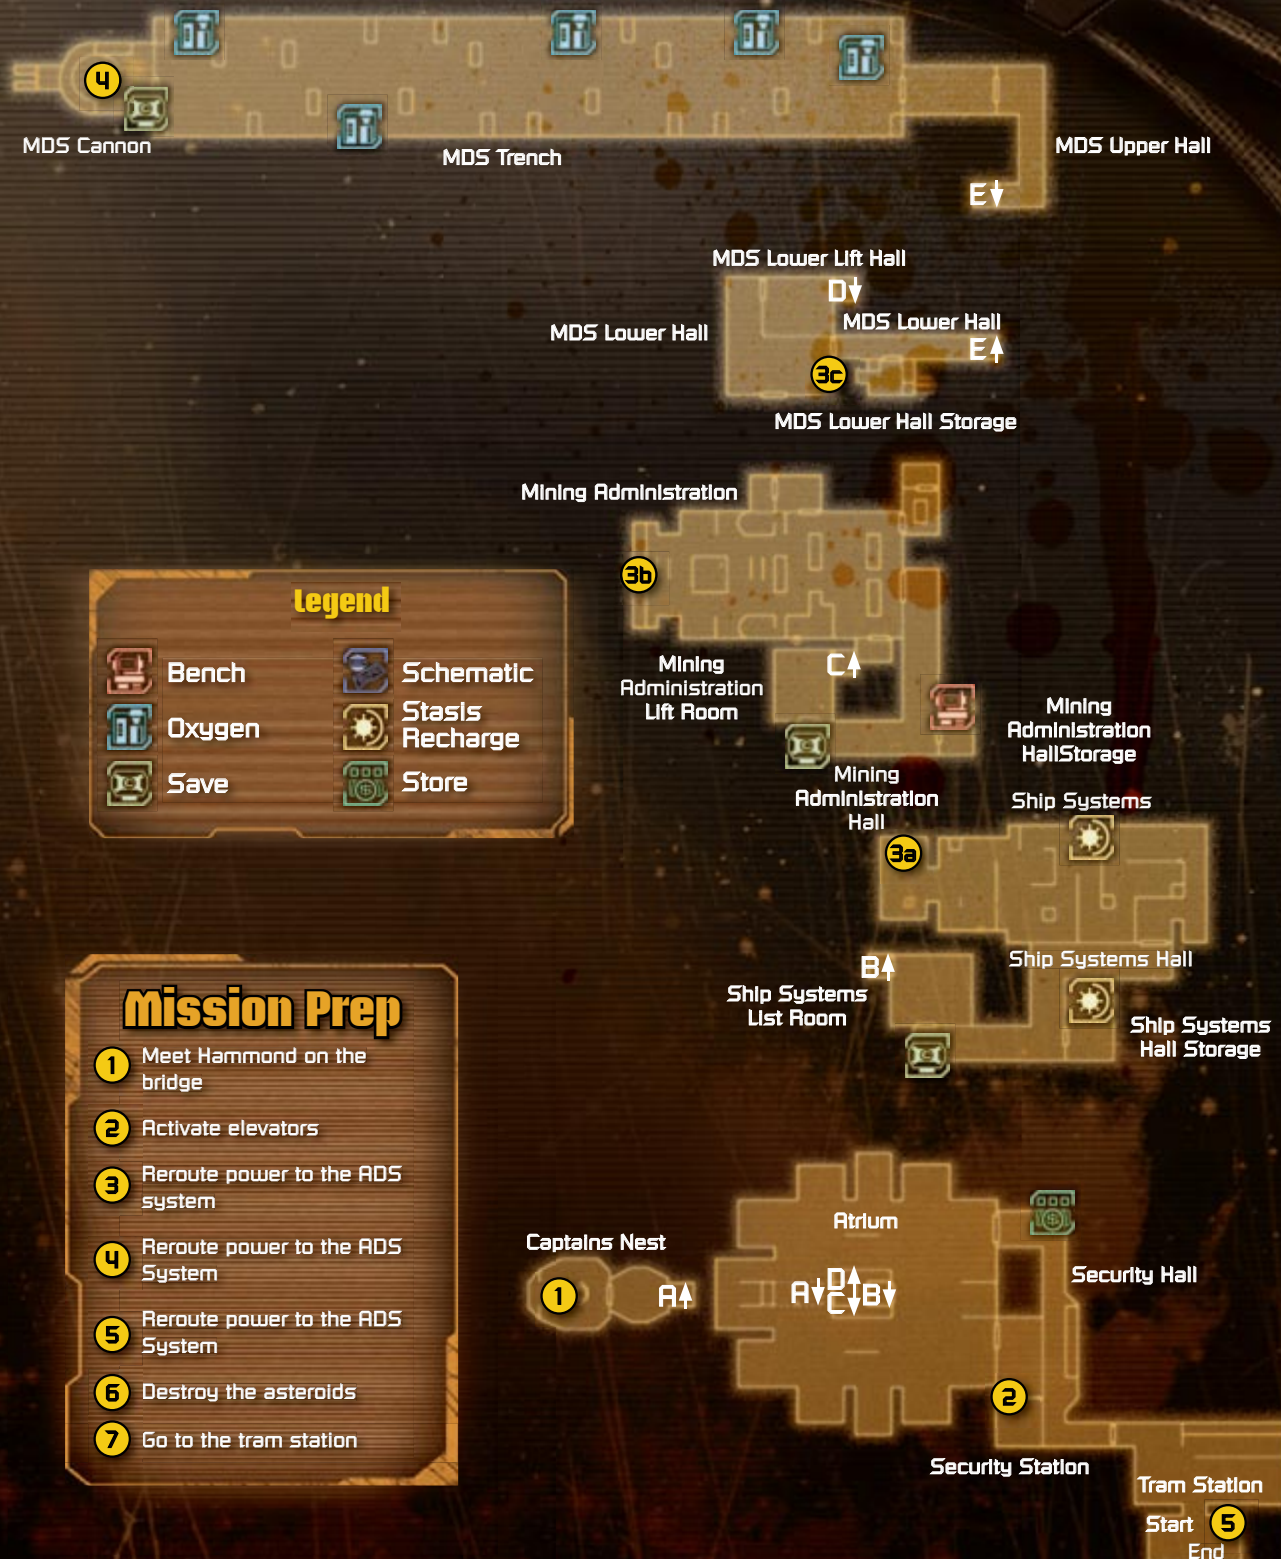 4
MDS Cannon
MDS Trench
MDS Upper Hall
E
MDS Lower Lift Hall
D
MDS Lower Hall
MDS Lower Hall
E
3c
MDS Lower Hall Storage
Mining Administration
3b
C
Mining
Administration
Lift Room
Mining
Administration
HallStorage
Mining
Administration
Hall
Legend
Bench
Schematic
Oxygen
Stasis
Recharge
Save
Store
Ship Systems
3a
Ship Systems Hall
B
Ship Systems
List Room
Ship Systems
Hall Storage
Mission Prep
1 Meet Hammond on the
bridge
2 Activate elevators
3 Reroute power to the ADS
system
4 Reroute power to the ADS
System
5 Reroute power to the ADS
System
6 Destroy the asteroids
7 Go to the tram station
Atrium
Captains Nest
1
A
A
D
C
B
Security Hall
2
Security Station
Tram Station
Start
5
End